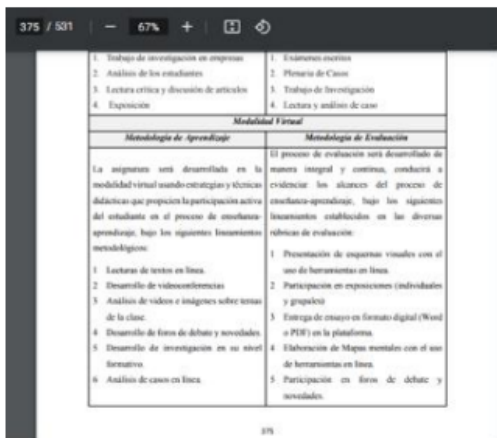 375 / 531 67%
1. Trabajo de investigación en empresas
2. Análisis de los estudiantes
3. Lectura crítica y discusión de artículos
4. Exposición
1. Exámenes escritos
2. Plenaria de Casos
3. Trabajo de Investigación
4. Lectura y análisis de caso
Modalidad Virtual
Metodología de Aprendizaje
La asignatura será desarrollada en la
modalidad virtual usando estrategias y técnicas
didácticas que propicien la participación activa
del estudiante en el proceso de enseñanza-
aprendizaje, bajo los siguientes lineamientos
metodológicos:
1 Lecturas de textos en línea.
2 Desarrollo de videoconferencias
3 Análisis de videos e imágenes sobre temas
de la clase.
4 Desarrollo de foros de debate y novedades.
5 Desarrollo de investigación en su nivel
formativo.
6 Análisis de casos en línea.
Metodología de Evaluación
El proceso de evaluación será desarrollado de
manera integral y continua, conducirá a
evidenciar los alcances del proceso de
enseñanza-aprendizaje, bajo los siguientes
lineamientos establecidos en las diversas
rúbricas de evaluación:
1 Presentación de esquemas visuales con el
uso de herramientas en línea.
2 Participación en exposiciones (individuales
y grupales)
3 Entrega de ensayo en formato digital (Word
o PDF) en la plataforma.
4 Elaboración de Mapas mentales con el uso
de herramientas en línea.
5 Participación en foros de debate y
novedades.
375